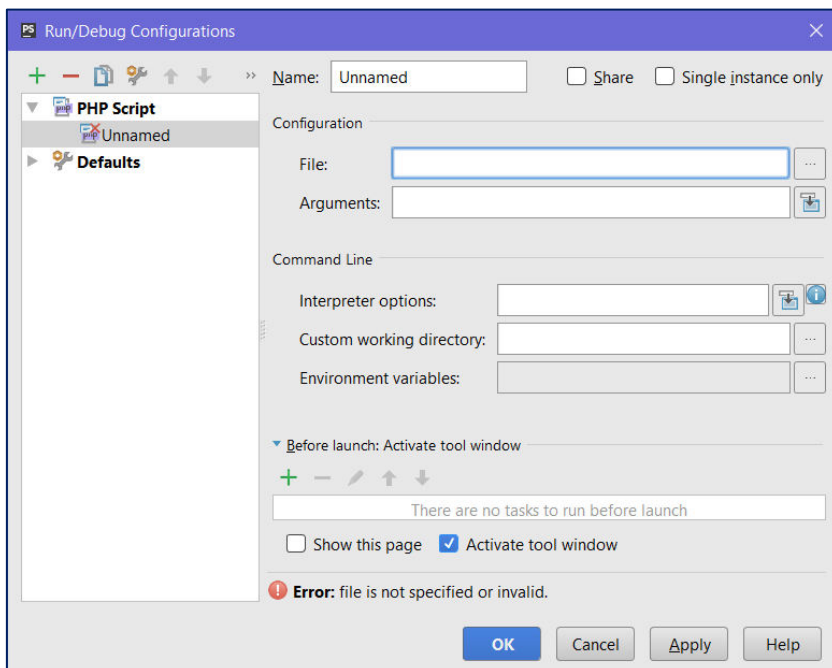 PS Run/Debug Configurations
Name: Unnamed Share Single instance only
PHP Script
Unnamed
Defaults
Configuration
File:
Arguments:
Command Line
Interpreter options:
Custom working directory:
Environment variables:
Before launch: Activate tool window
There are no tasks to run before launch
Show this page Activate tool window
Error: file is not specified or invalid.
OK Cancel Apply Help